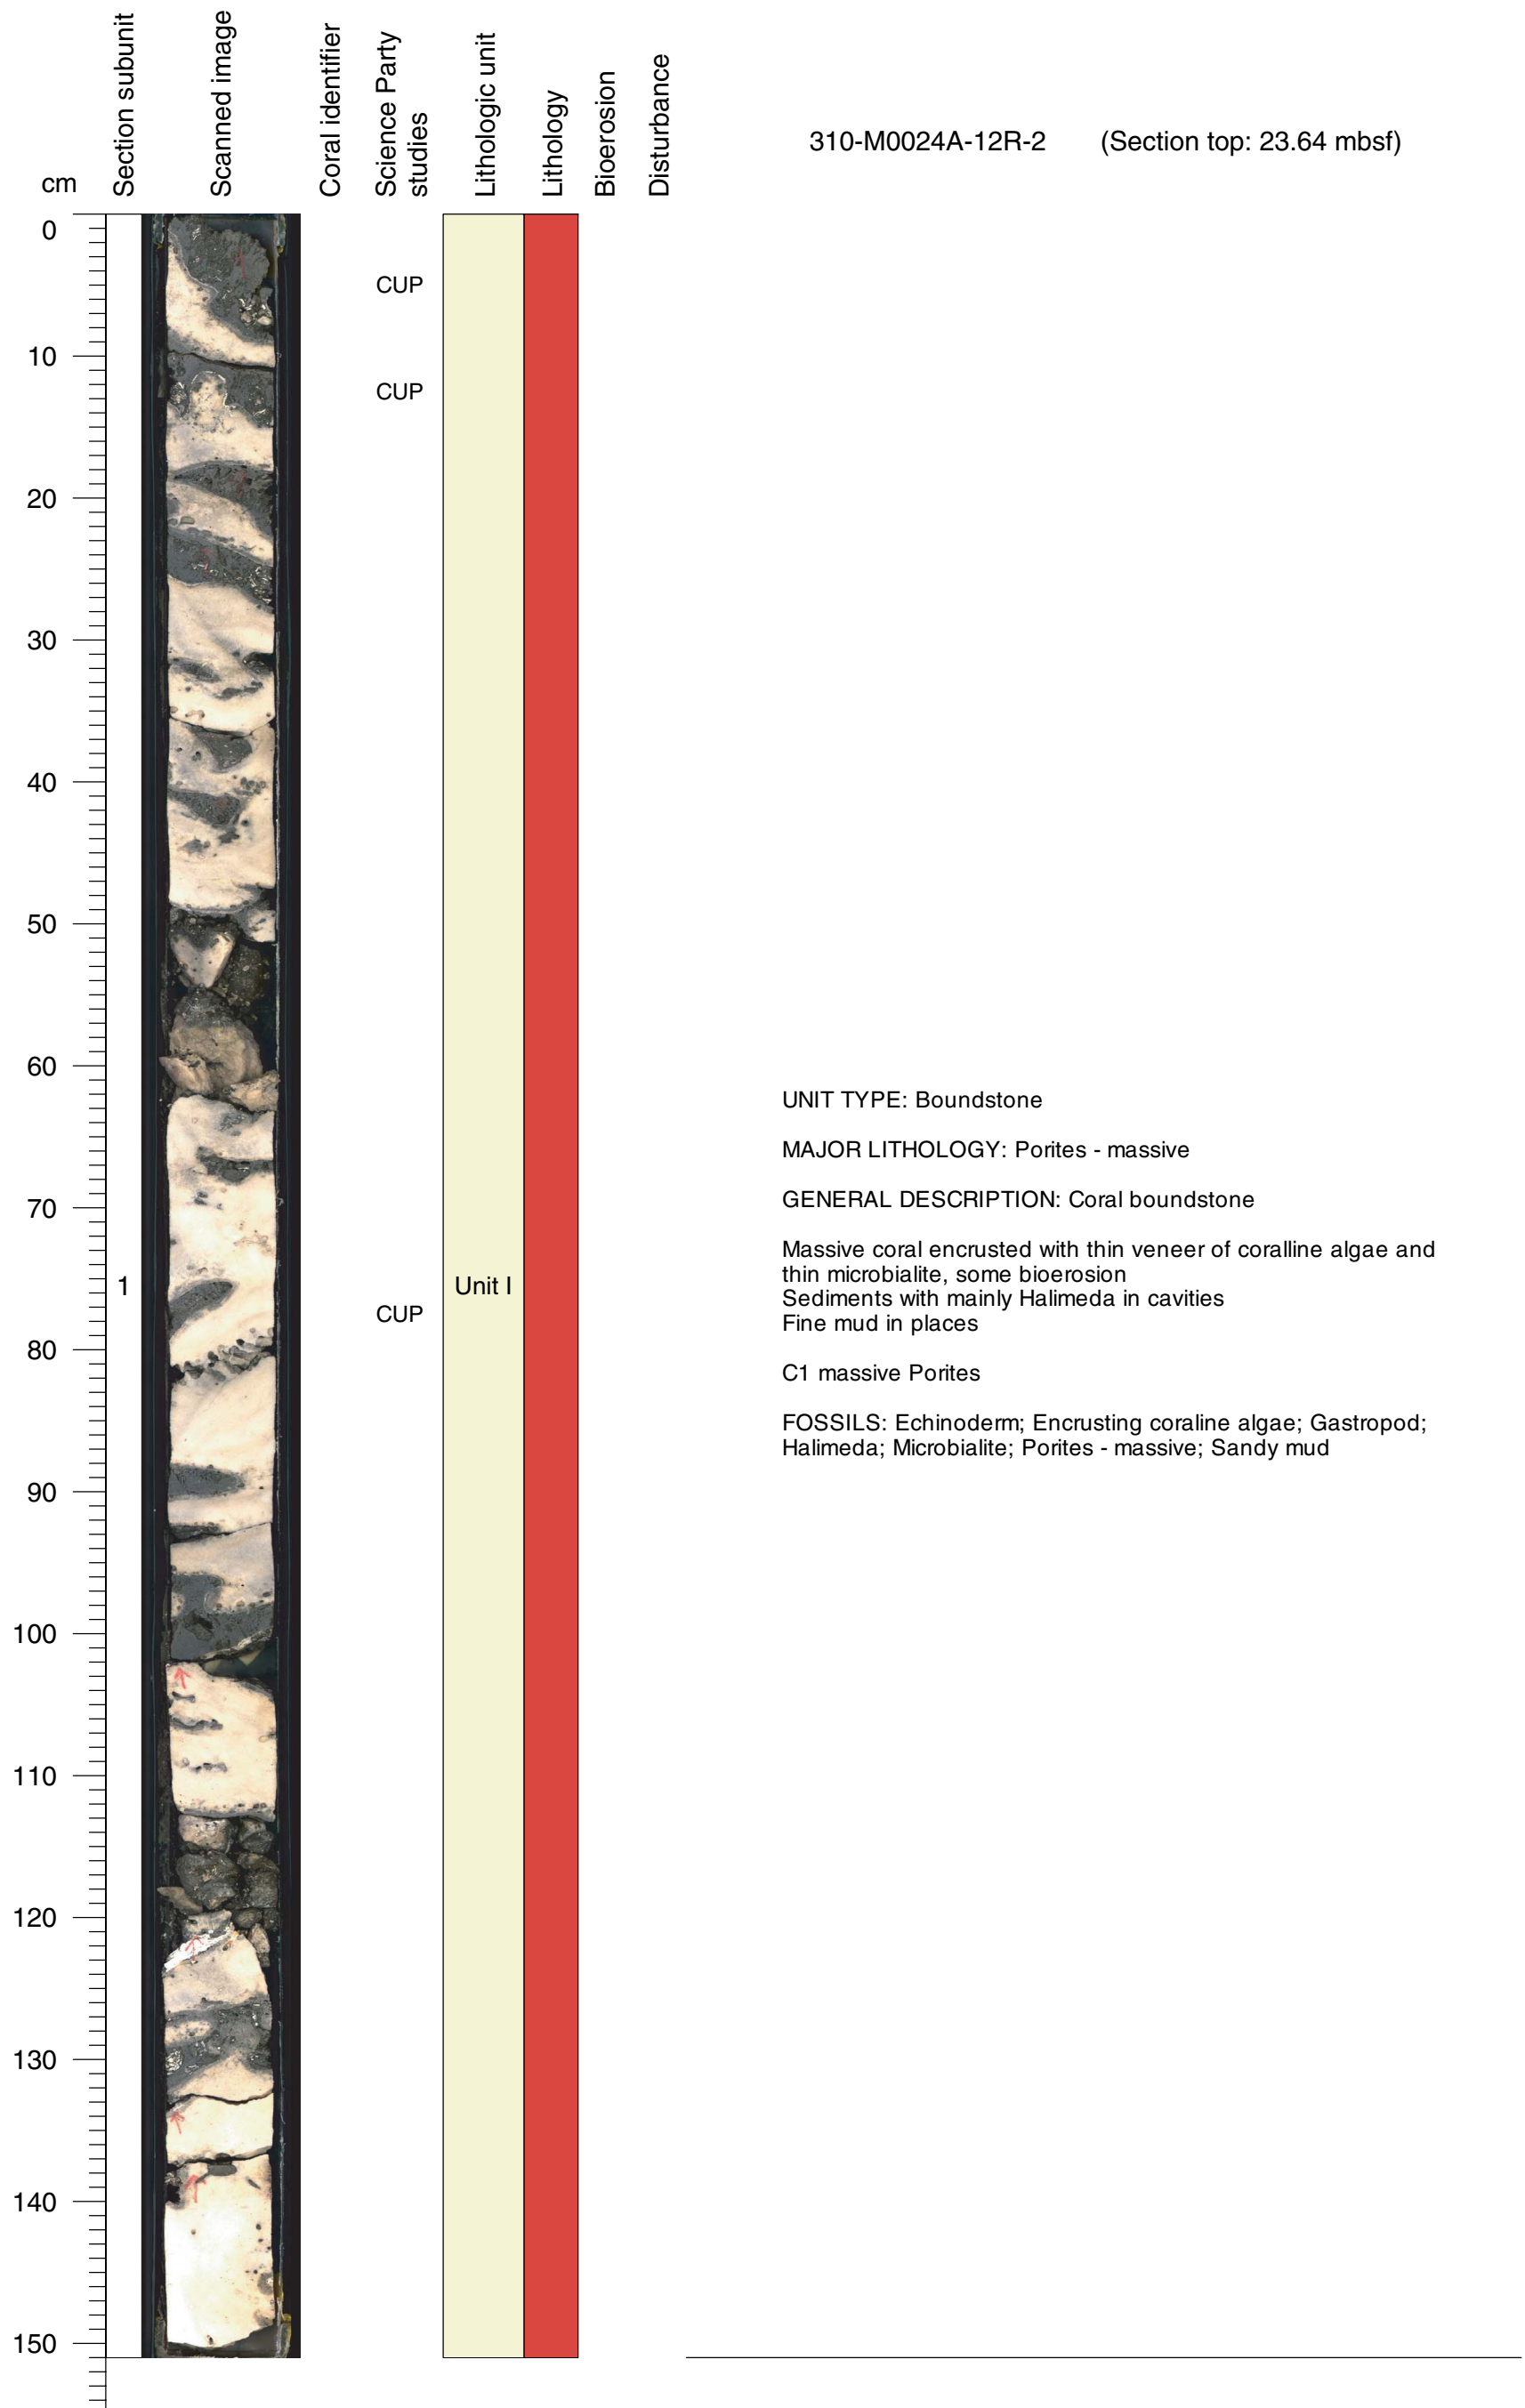 Section subunit
Scanned image
Coral identifier
Science Party
studies
Lithologic unit
Lithology
Bioerosion
Disturbance
310-M0024A-12R-2 (Section top: 23.64 mbsf)
cm
0
CUP
10
CUP
20
30
40
50
60
UNIT TYPE: Boundstone
MAJOR LITHOLOGY: Porites - massive
70
GENERAL DESCRIPTION: Coral boundstone
Massive coral encrusted with thin veneer of coralline algae and
thin microbialite, some bioerosion
1
Unit I
Sediments with mainly Halimeda in cavities
CUP
Fine mud in places
80
C1 massive Porites
FOSSILS: Echinoderm; Encrusting coraline algae; Gastropod;
Halimeda; Microbialite; Porites - massive; Sandy mud
90
100
110
120
130
140
150